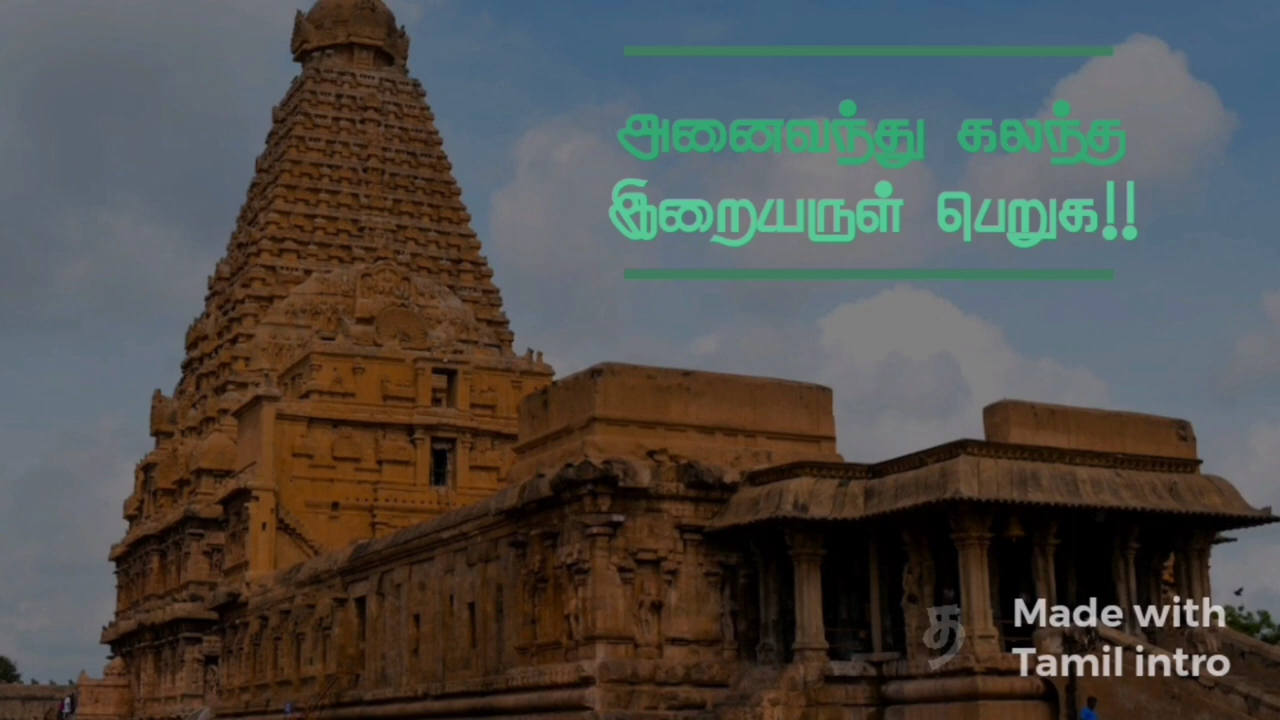 அனைவந்து கலந்த
இறையருள் பெறுக!!
த
Made with
Tamil intro